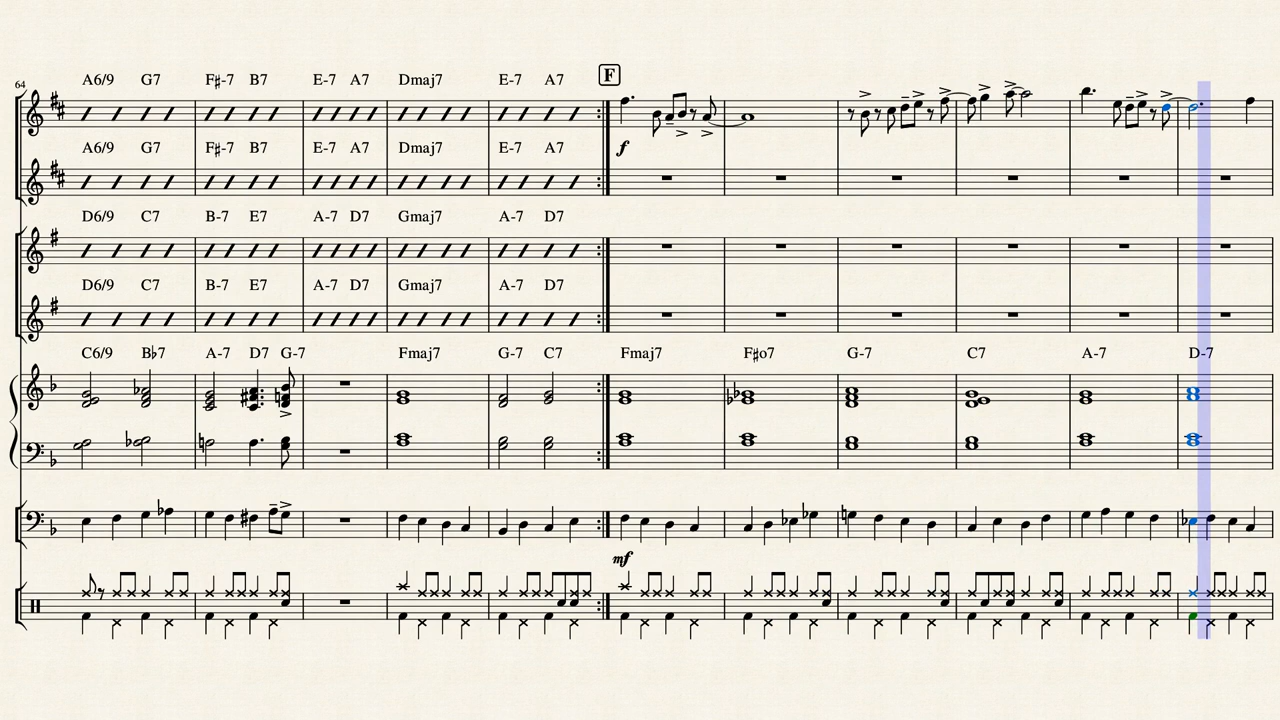 64
A6/9 G7 F♯-7 B7 E-7 A7 Dmaj7 E-7 A7 F
f
A6/9 G7 F♯-7 B7 E-7 A7 Dmaj7 E-7 A7
D6/9 C7 B-7 E7 A-7 D7 Gmaj7 A-7 D7
D6/9 C7 B-7 E7 A-7 D7 Gmaj7 A-7 D7
C6/9 B♭7 A-7 D7 G-7 Fmaj7 G-7 C7 Fmaj7 F♯o7 G-7 C7 A-7 D-7
mf